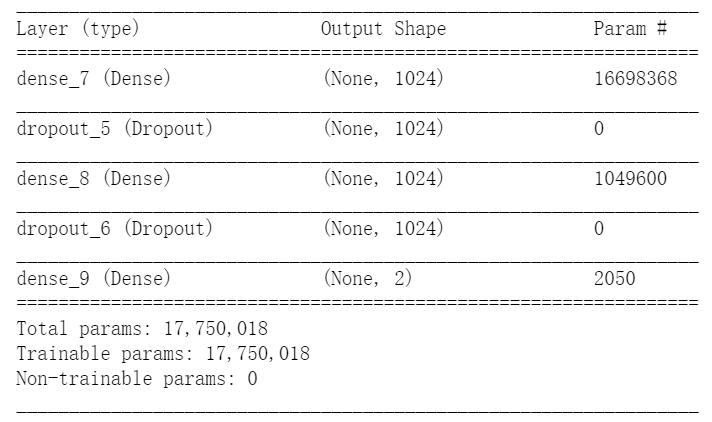 Layer (type) Output Shape Param #
dense_7 (Dense) (None, 1024) 16698368
dropout_5 (Dropout) (None, 1024) 0
dense_8 (Dense) (None, 1024) 1049600
dropout_6 (Dropout) (None, 1024) 0
dense_9 (Dense) (None, 2) 2050
Total params: 17,750,018
Trainable params: 17,750,018
Non-trainable params: 0